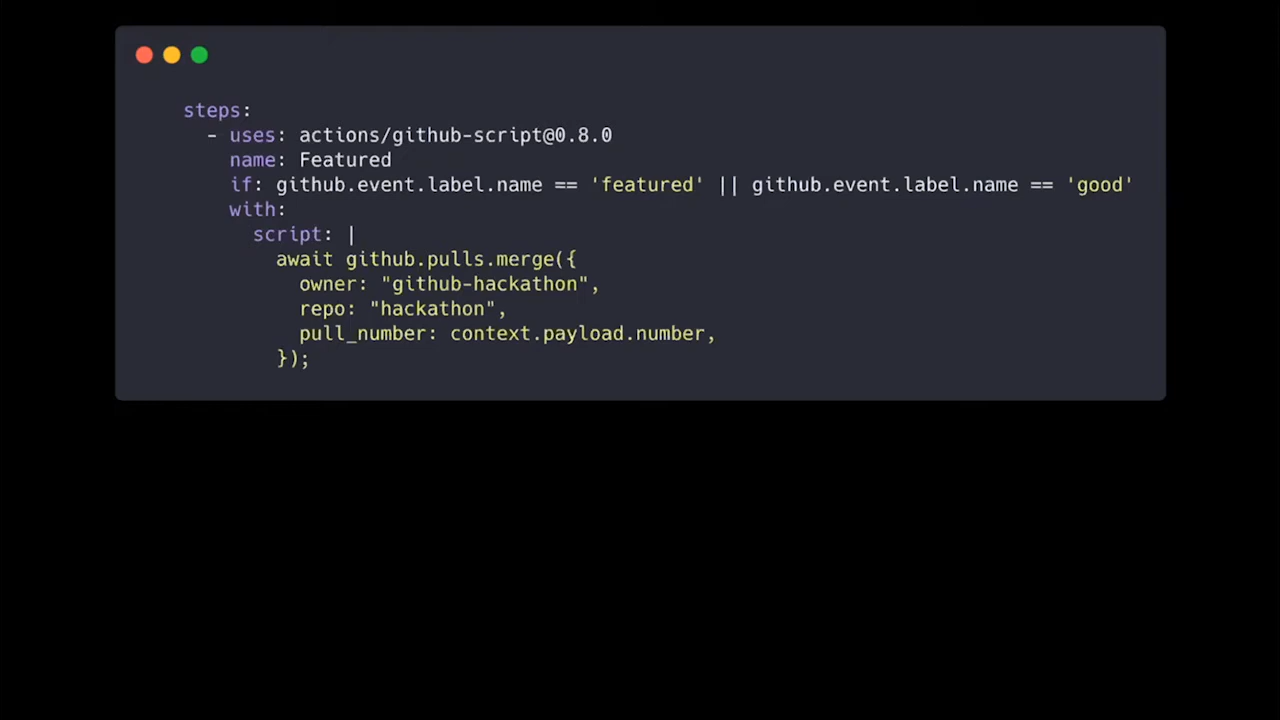 steps:
- uses: actions/github-script@0.8.0
name: Featured
if: github.event.label.name == 'featured' || github.event.label.name == 'good'
with:
script: |
await github.pulls.merge({
owner: "github-hackathon",
repo: "hackathon",
pull_number: context.payload.number,
});